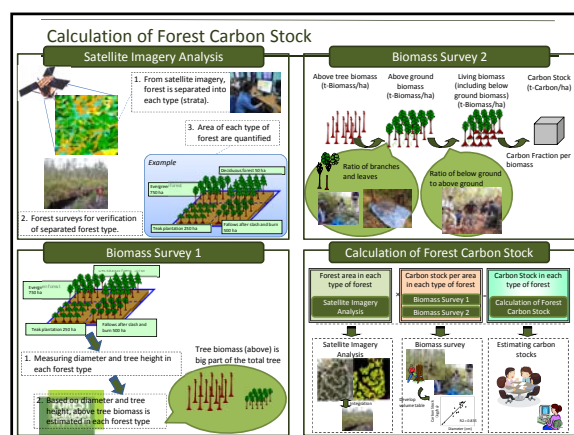 Calculation of Forest Carbon Stock
Satellite Imagery Analysis
1. From satellite imagery,
forest is separated into
each type (strata).
3. Area of each type of
forest are quantified
Example
Deciduous forest 50 ha
Evergreen forest
750 ha
Teak plantation 250 ha
Fallows after slash and burn
500 ha
2. Forest surveys for verification
of separated forest type.
Biomass Survey 2
Above tree biomass
(t-Biomass/ha)
Above ground
biomass
(t-Biomass/ha)
Living biomass
(including below
ground biomass)
(t-Biomass/ha)
Carbon Stock
(t-Carbon/ha)
Carbon Fraction per
biomass
Ratio of branches
and leaves
Ratio of below ground
to above ground
Biomass Survey 1
750 ha
Teak plantation 250 ha
Fallows after slash and
burn 500 ha
1. Measuring diameter and tree height in
each forest type
Tree biomass (above) is
big part of the total tree
2. Based on diameter and tree
height, above tree biomass is
estimated in each forest type
Calculation of Forest Carbon Stock
Forest area in each
type of forest
Satellite Imagery
Analysis
×
Carbon stock per area
in each type of forest
Biomass Survey 1
Biomass Survey 2
Carbon Stock in each
type of forest
Calculation of Forest
Carbon Stock
Satellite Imagery
Analysis
Biomass survey
Develop
volume table
Diameter (cm)
Estimating carbon
stocks